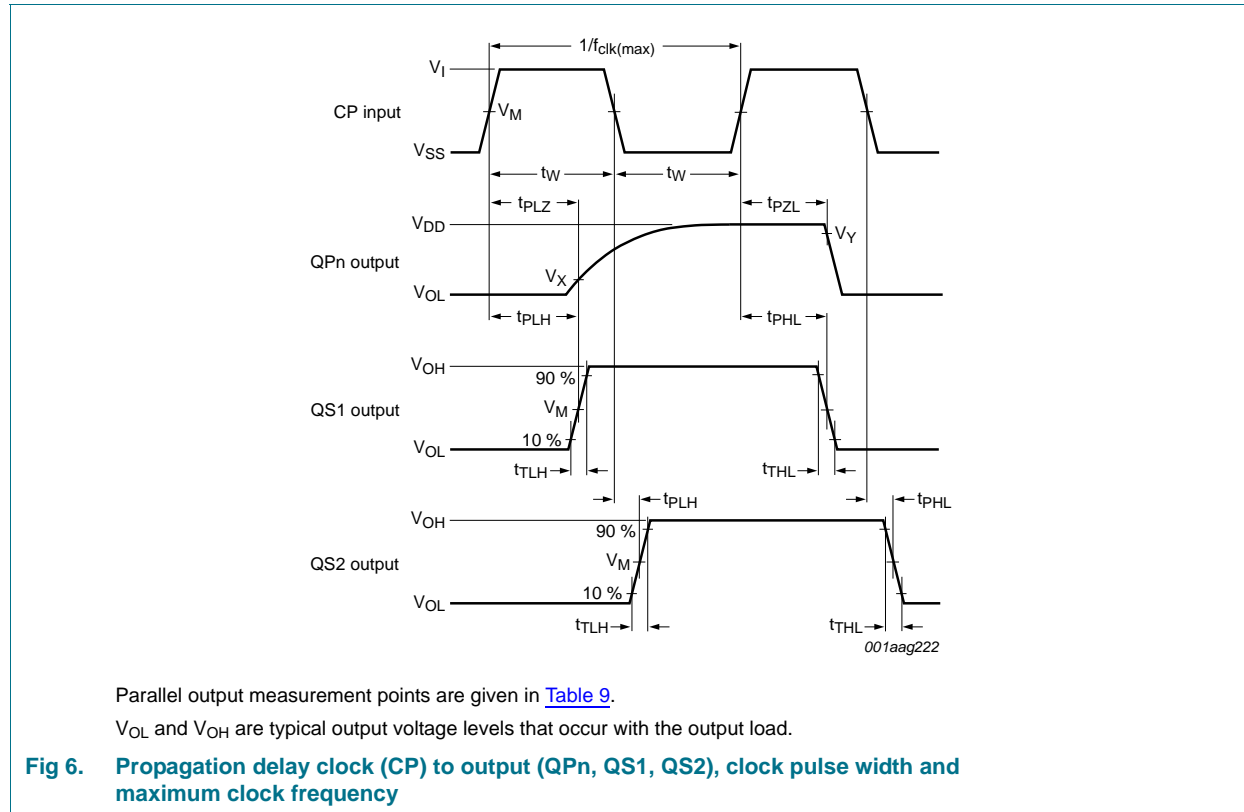 1/fclk(max)
VI
CP input
VM
VSS
tW
tW
tPLZ
tPZL
VDD
VY
QPn output
VX
VOL
tPLH
tPHL
VOH
90 %
QS1 output
VM
10 %
VOL
tTLH
tTHL
tPLH
tPHL
VOH
90 %
QS2 output
VM
10 %
VOL
tTLH
tTHL
001aag222
Parallel output measurement points are given in Table 9.
VOL and VOH are typical output voltage levels that occur with the output load.
Fig 6. Propagation delay clock (CP) to output (QPn, QS1, QS2), clock pulse width and
maximum clock frequency